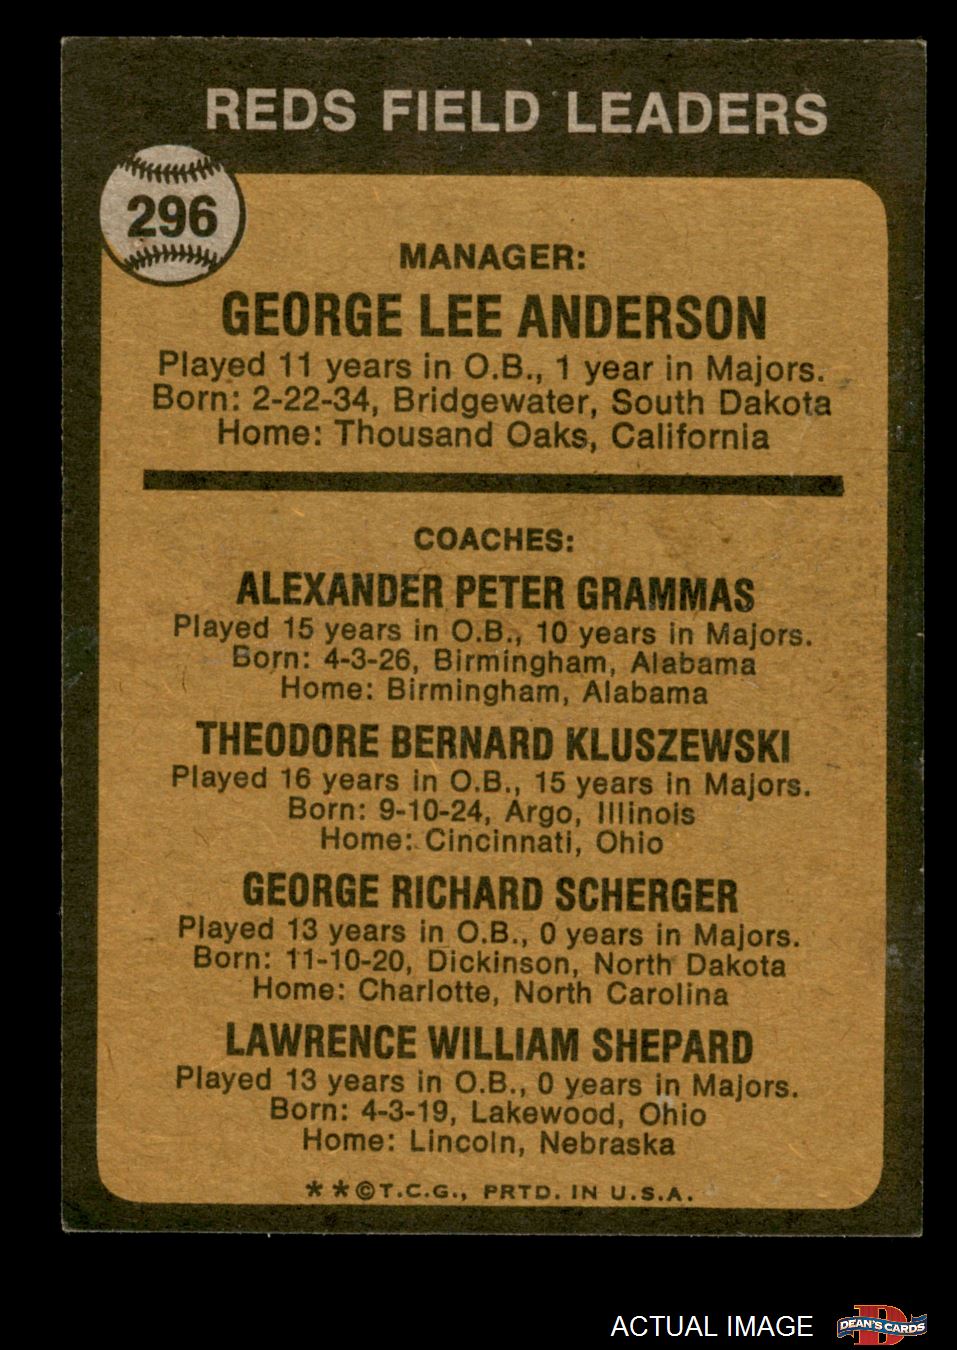 REDS FIELD LEADERS
296
MANAGER:
GEORGE LEE ANDERSON
Played 11 years in O.B., 1 year in Majors.
Born: 2-22-34, Bridgewater, South Dakota
Home: Thousand Oaks, California
COACHES:
ALEXANDER PETER GRAMMAS
Played 15 years in O.B., 10 years in Majors.
Born: 4-3-26, Birmingham, Alabama
Home: Birmingham, Alabama
THEODORE BERNARD KLUSZEWSKI
Played 16 years in O.B., 15 years in Majors.
Born: 9-10-24, Argo, Illinois
Home: Cincinnati, Ohio
GEORGE RICHARD SCHERGER
Played 13 years in O.B., 0 years in Majors.
Born: 11-10-20, Dickinson, North Dakota
Home: Charlotte, North Carolina
LAWRENCE WILLIAM SHEPARD
Played 13 years in O.B., 0 years in Majors.
Born: 4-3-19, Lakewood, Ohio
Home: Lincoln, Nebraska
**©T.C.G., PRTD. IN U.S.A.
ACTUAL IMAGE
D
DEAN'S CARDS